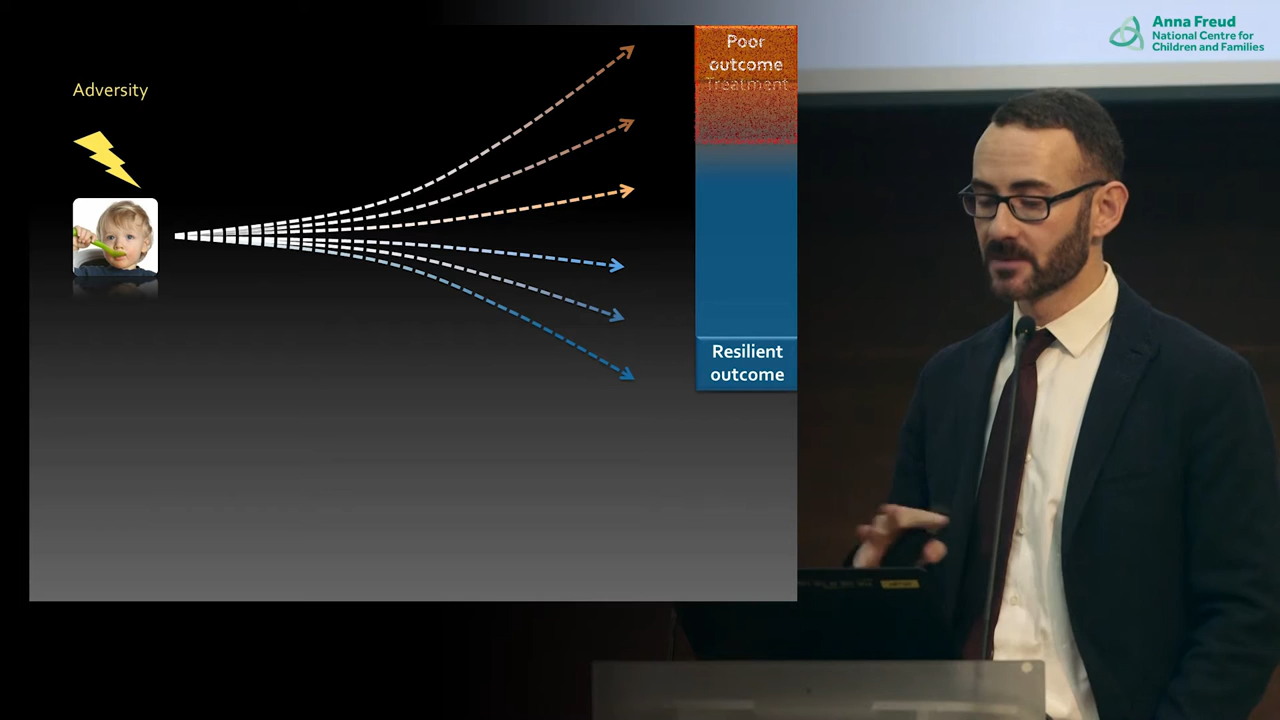 Adversity
Poor
outcome
Treatment
Resilient
outcome
Anna Freud
National Centre for
Children and Families